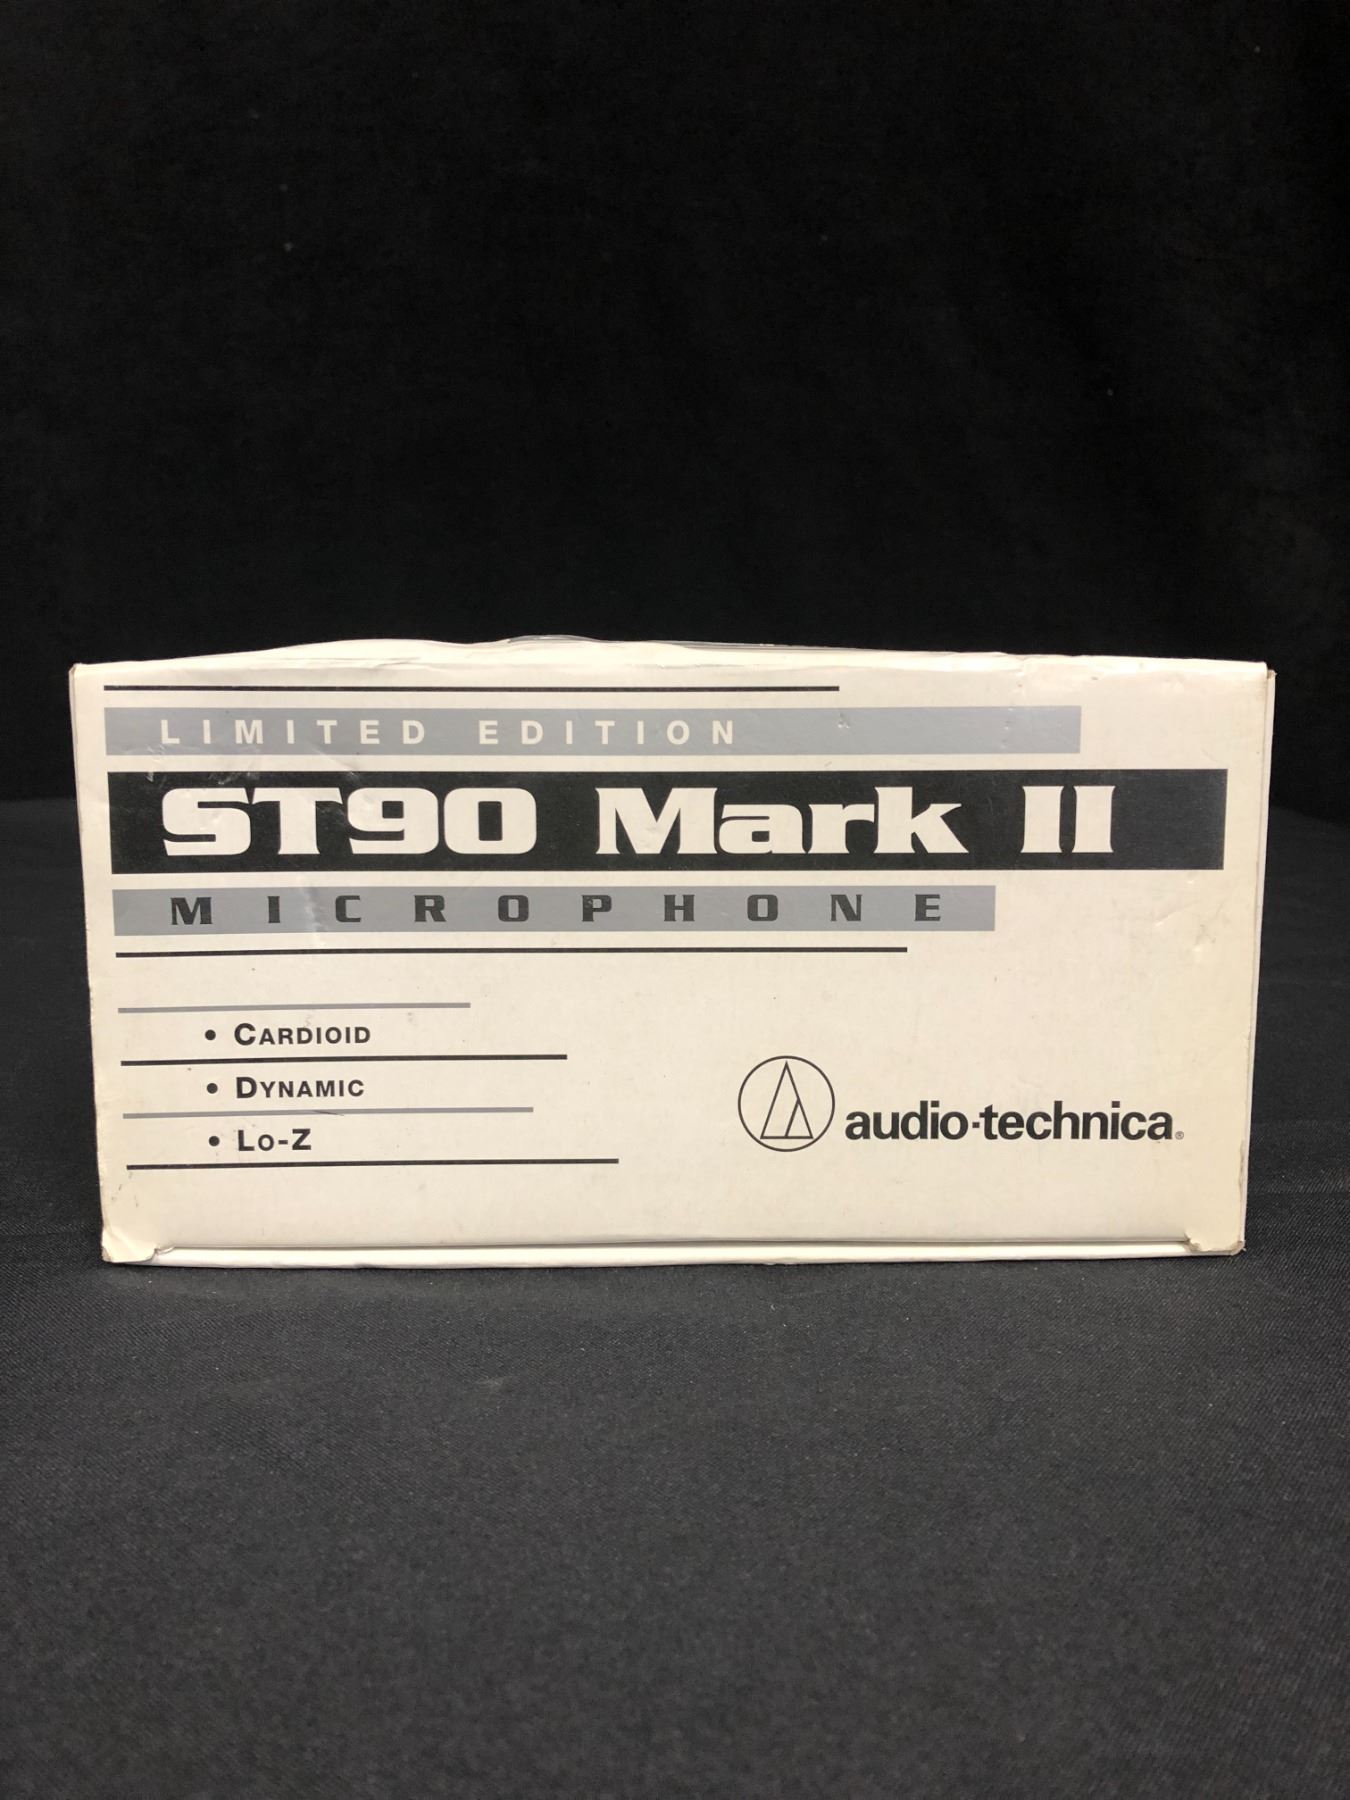 LIMITED EDITION
ST90 Mark II
MICROPHONE
• CARDIOID
• DYNAMIC
• LO-Z
audio-technica®